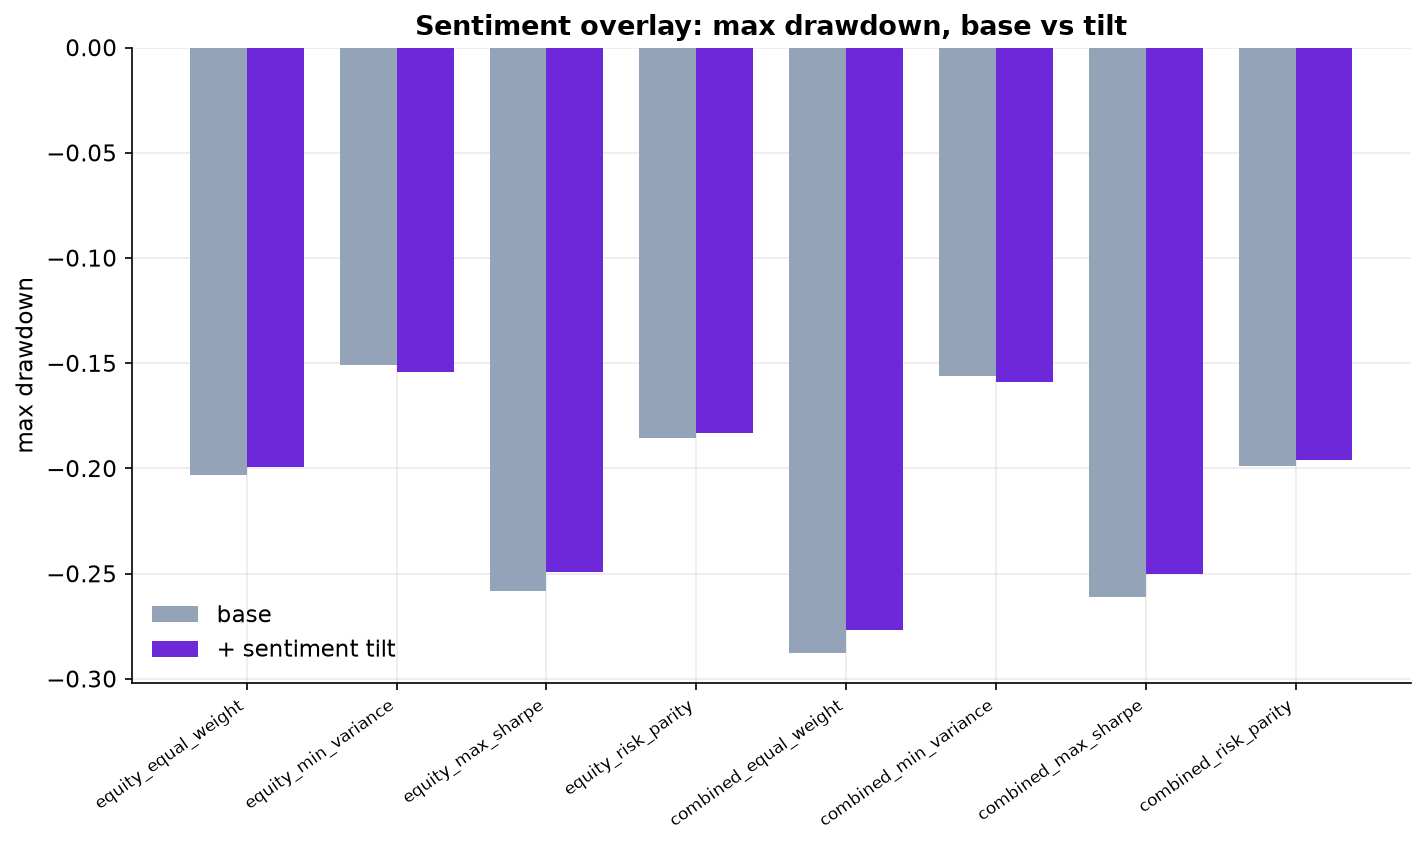 Sentiment overlay: max drawdown, base vs tilt
max drawdown
0.00
−0.05
−0.10
−0.15
−0.20
−0.25
−0.30
base
+ sentiment tilt
equity_equal_weight
equity_min_variance
equity_max_sharpe
equity_risk_parity
combined_equal_weight
combined_min_variance
combined_max_sharpe
combined_risk_parity